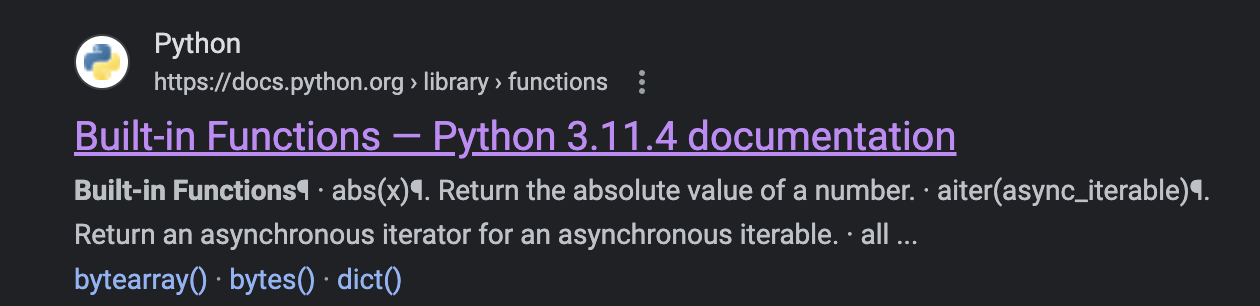 Python
https://docs.python.org › library › functions
Built-in Functions — Python 3.11.4 documentation
Built-in Functions¶ · abs(x)¶. Return the absolute value of a number. · aiter(async_iterable)¶.
Return an asynchronous iterator for an asynchronous iterable. · all ...
bytearray() · bytes() · dict()